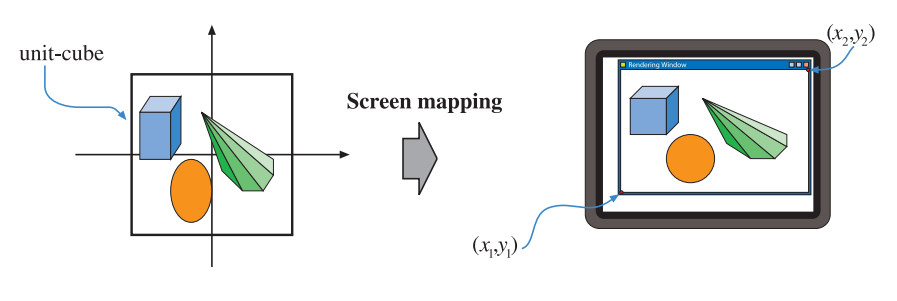 unit-cube
Screen mapping
Rendering Window
(x₂,y₂)
(x₁,y₁)